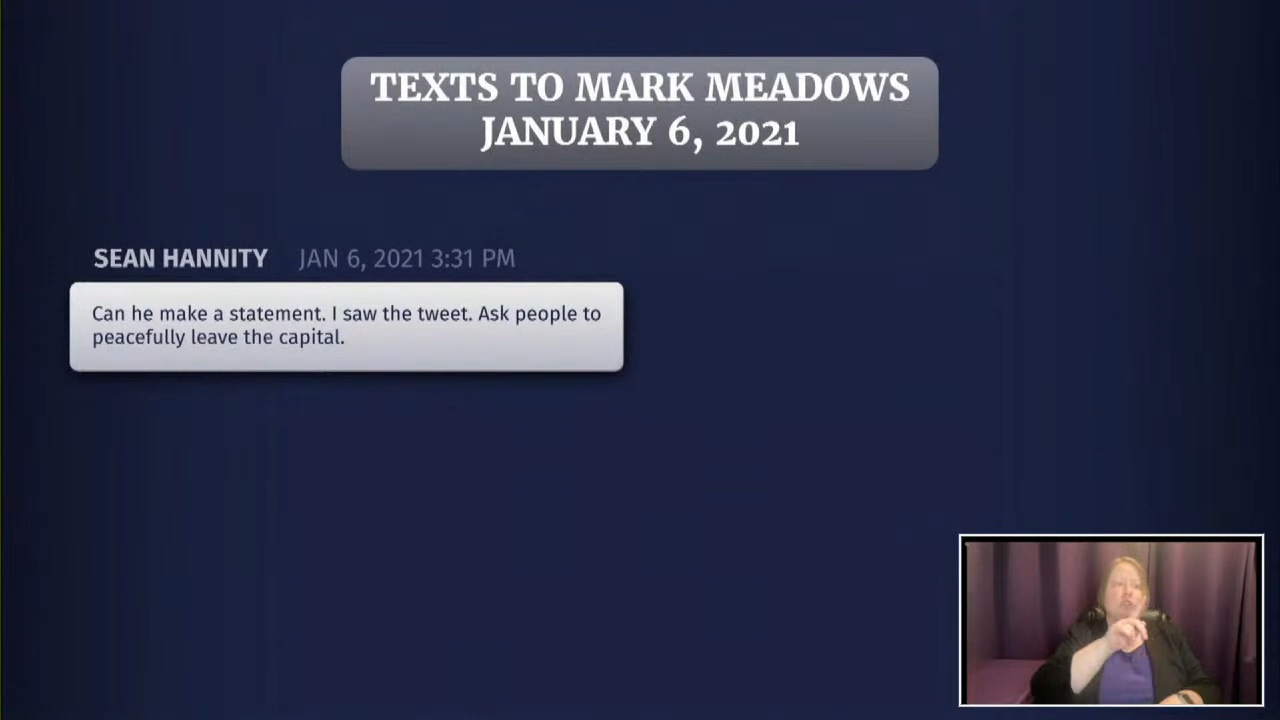 TEXTS TO MARK MEADOWS
JANUARY 6, 2021
SEAN HANNITY JAN 6, 2021 3:31 PM
Can he make a statement. I saw the tweet. Ask people to
peacefully leave the capital.